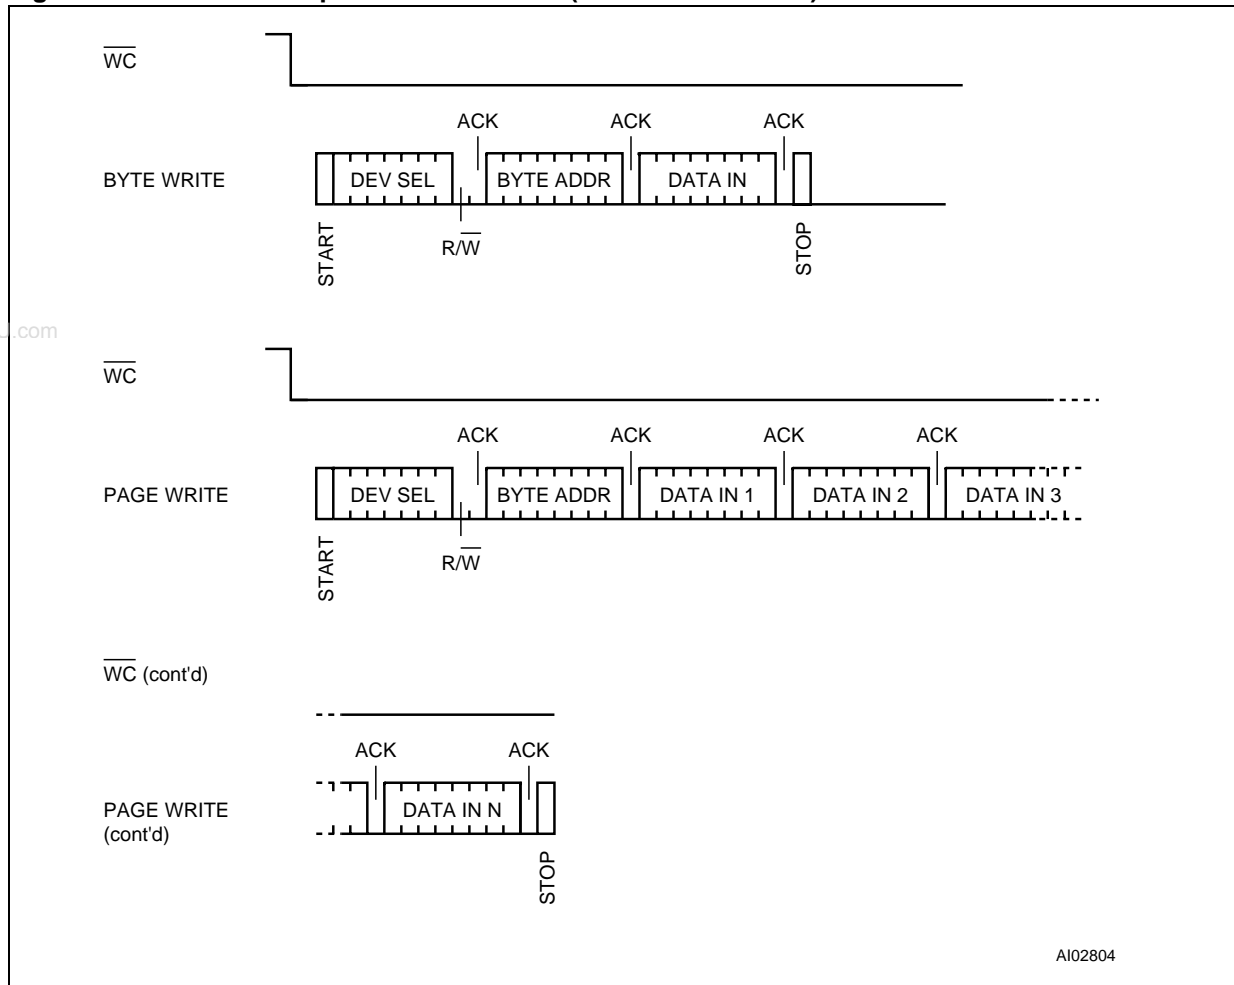 WC
ACK ACK ACK
BYTE WRITE DEV SEL BYTE ADDR DATA IN
R/W
START STOP
.com
WC
ACK ACK ACK ACK
PAGE WRITE DEV SEL BYTE ADDR DATA IN 1 DATA IN 2 DATA IN 3
R/W
START
WC (cont'd)
ACK ACK
PAGE WRITE DATA IN N
(cont'd)
STOP
AI02804